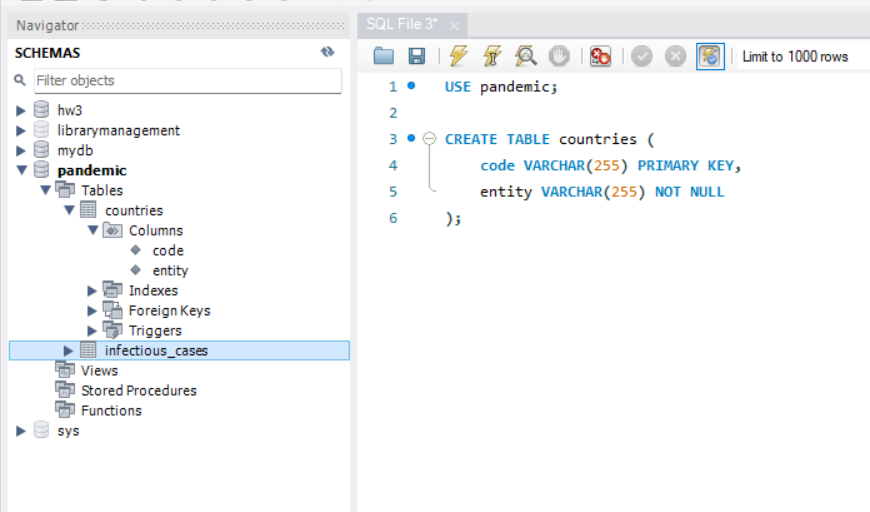 Navigator
SCHEMAS
Filter objects
hw3
librarymanagement
mydb
pandemic
Tables
countries
Columns
code
entity
Indexes
Foreign Keys
Triggers
infectious_cases
Views
Stored Procedures
Functions
sys
SQL File 3*
Limit to 1000 rows
1 USE pandemic;
2
3 CREATE TABLE countries (
4 code VARCHAR(255) PRIMARY KEY,
5 entity VARCHAR(255) NOT NULL
6 );